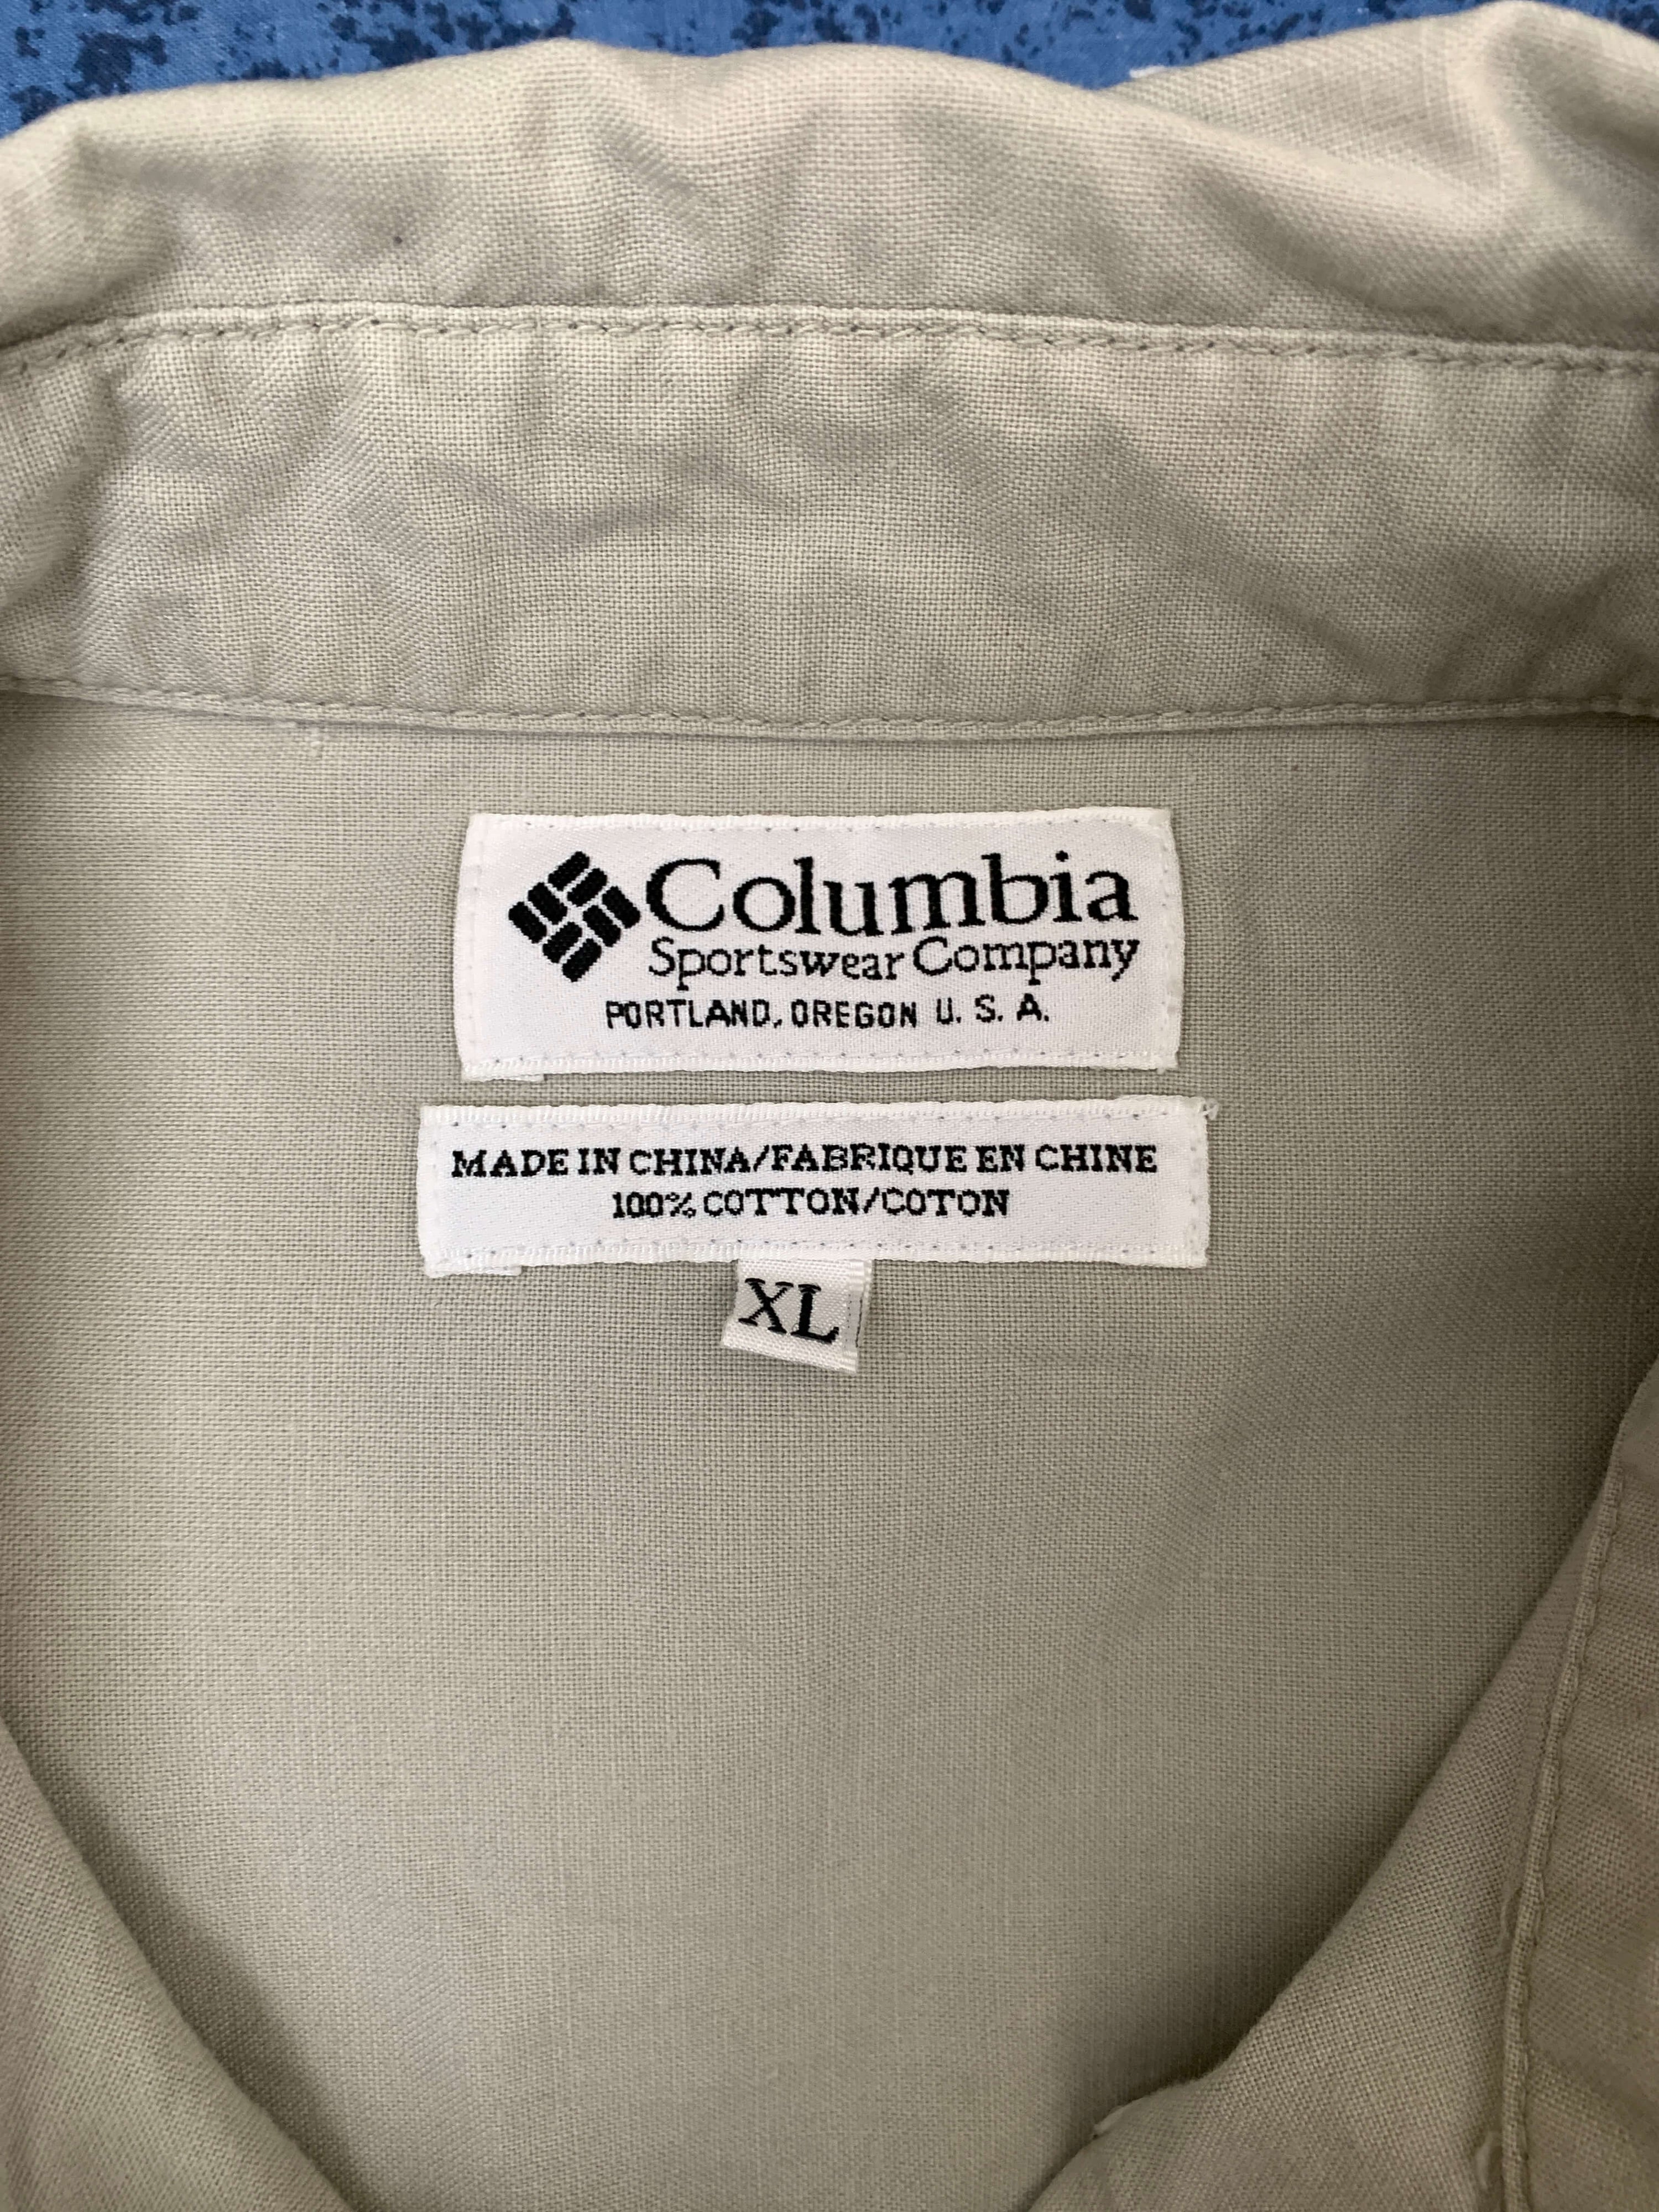 Columbia
Sportswear Company
PORTLAND, OREGON U. S. A.
MADE IN CHINA/FABRIQUE EN CHINE
100% COTTON/COTON
XL